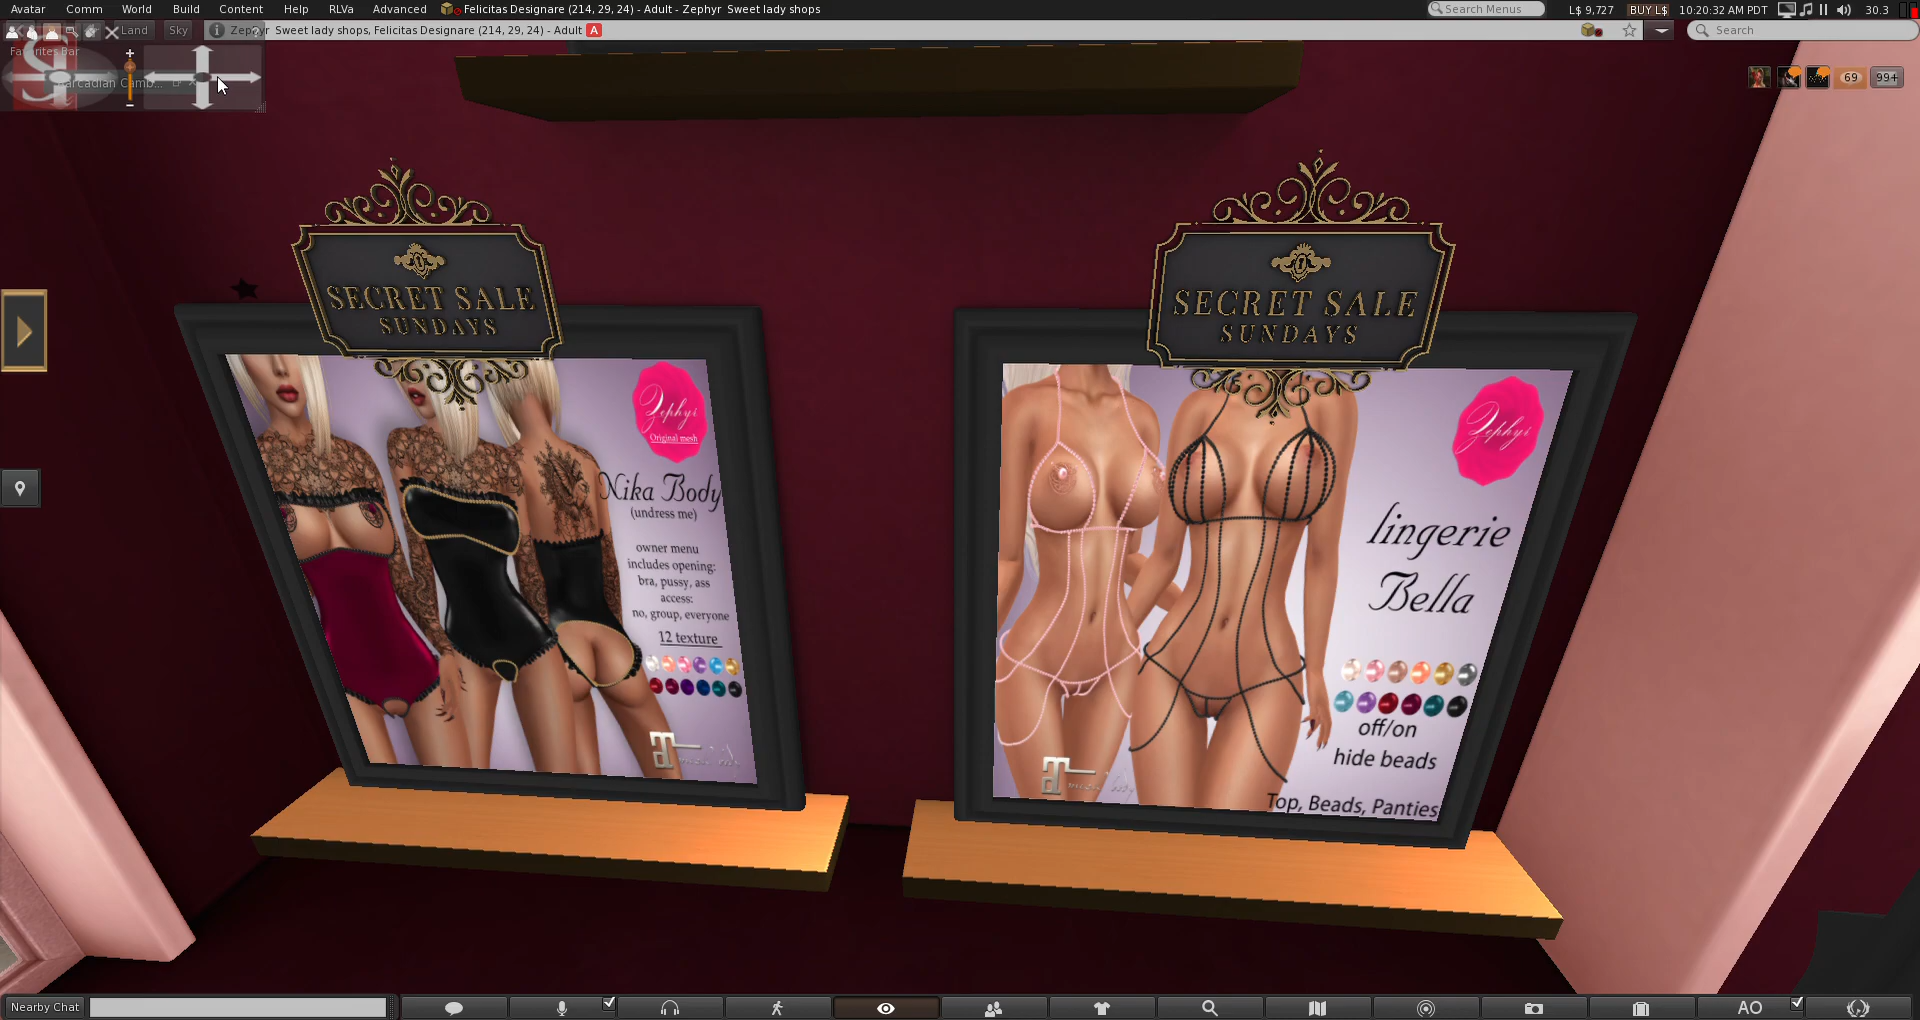 Avatar Comm World Build Content Help RLVa Advanced Felicitas Designare (214, 29, 24) - Adult - Zephyr Sweet lady shops
Search Menus
L$ 9,727 BUY L$ 10:20:32 AM PDT 30.3
Land Sky Zephyr Sweet lady shops, Felicitas Designare (214, 29, 24) - Adult A
Search
Favorites Bar
69 99+
SECRET SALE
SUNDAYS
SECRET SALE
SUNDAYS
Zephyr
Original mesh
Nika Body
(undress me)
owner menu
includes opening:
bra, pussy, ass
access:
no, group, everyone
12 texture
Zephyr
lingerie
Bella
off/on
hide beads
Top, Beads, Panties
Nearby Chat
AO